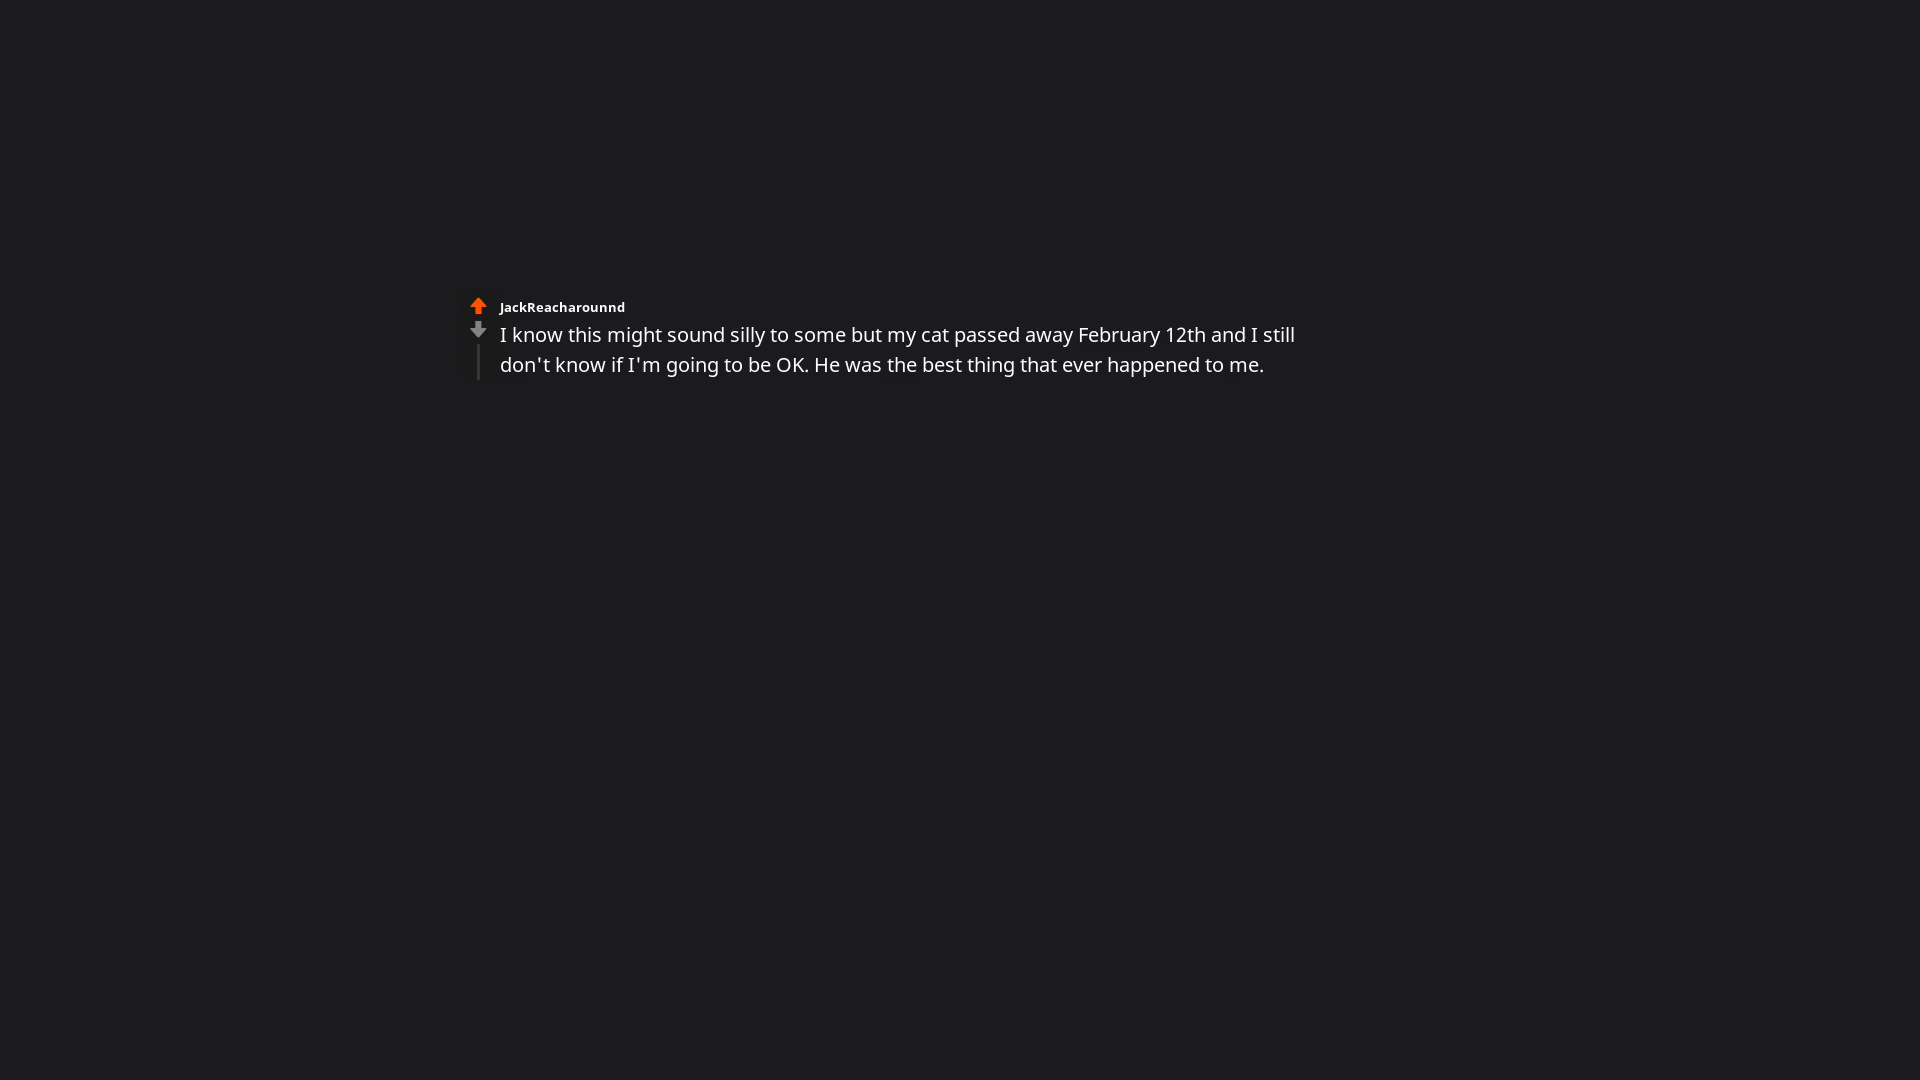 JackReacharounnd
I know this might sound silly to some but my cat passed away February 12th and I still
don't know if I'm going to be OK. He was the best thing that ever happened to me.